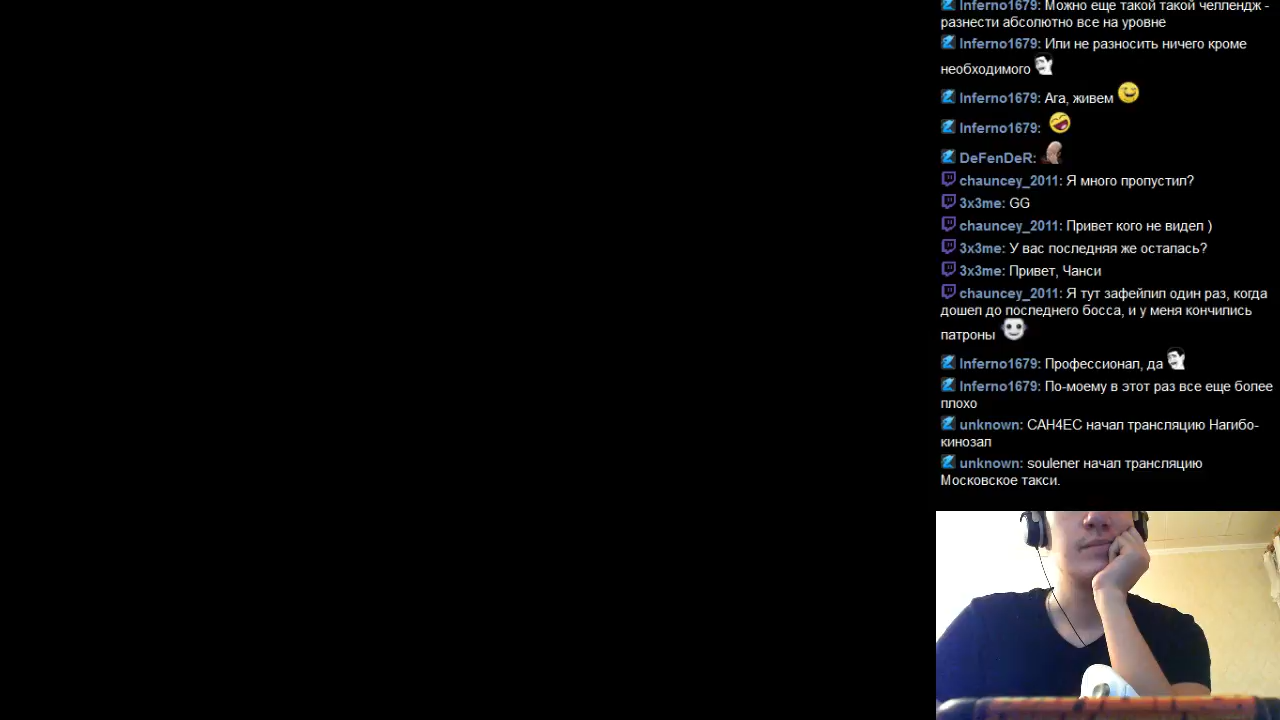 Inferno1679: Можно еще такой такой челлендж -
разнести абсолютно все на уровне
Inferno1679: Или не разносить ничего кроме
необходимого
Inferno1679: Ага, живем
Inferno1679:
DeFenDeR:
chauncey_2011: Я много пропустил?
3x3me: GG
chauncey_2011: Привет кого не видел )
3x3me: У вас последняя же осталась?
3x3me: Привет, Чанси
chauncey_2011: Я тут зафейлил один раз, когда
дошел до последнего босса, и у меня кончились
патроны
Inferno1679: Профессионал, да
Inferno1679: По-моему в этот раз все еще более
плохо
unknown: CAH4EC начал трансляцию Нагибо-
кинозал
unknown: soulener начал трансляцию
Московское такси.